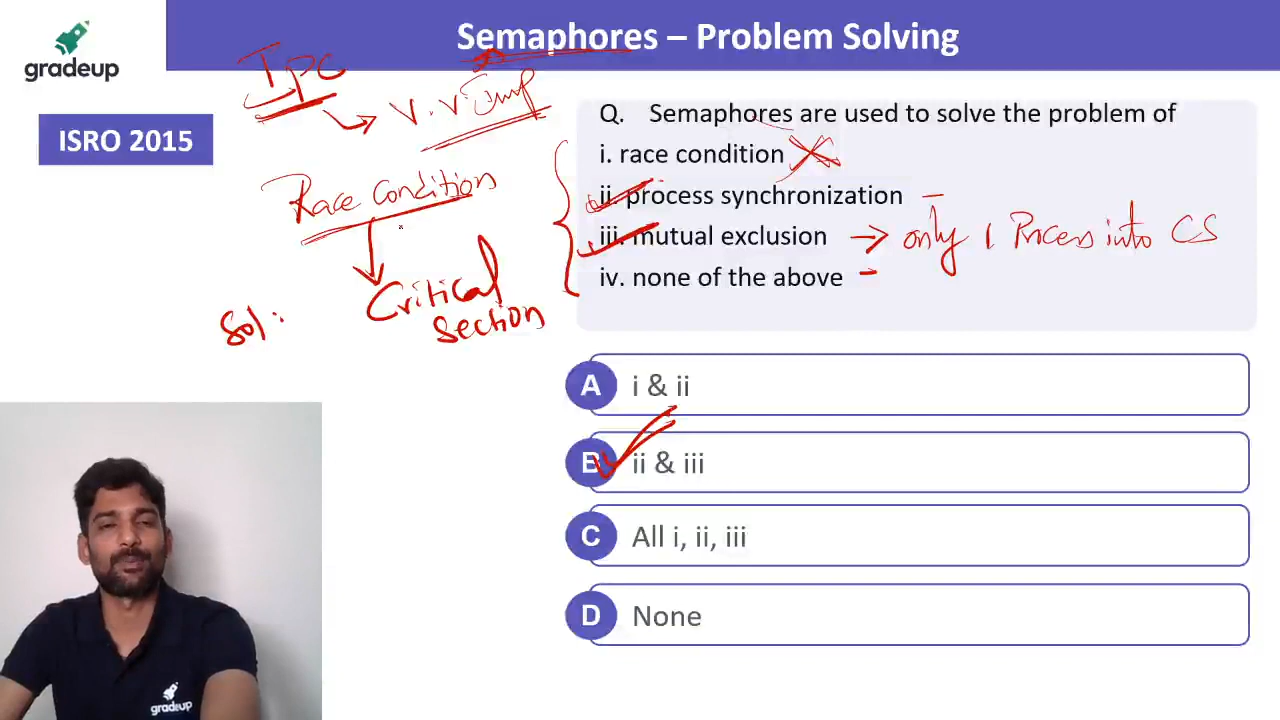 Semaphores – Problem Solving
gradeup
ISRO 2015
IPC
V. V. Imp
Race Condition
Critical
section
Sol:
Q. Semaphores are used to solve the problem of
i. race condition
ii. process synchronization
iii. mutual exclusion → only 1 Process into CS
iv. none of the above
A i & ii
B ii & iii
C All i, ii, iii
D None
gradeup